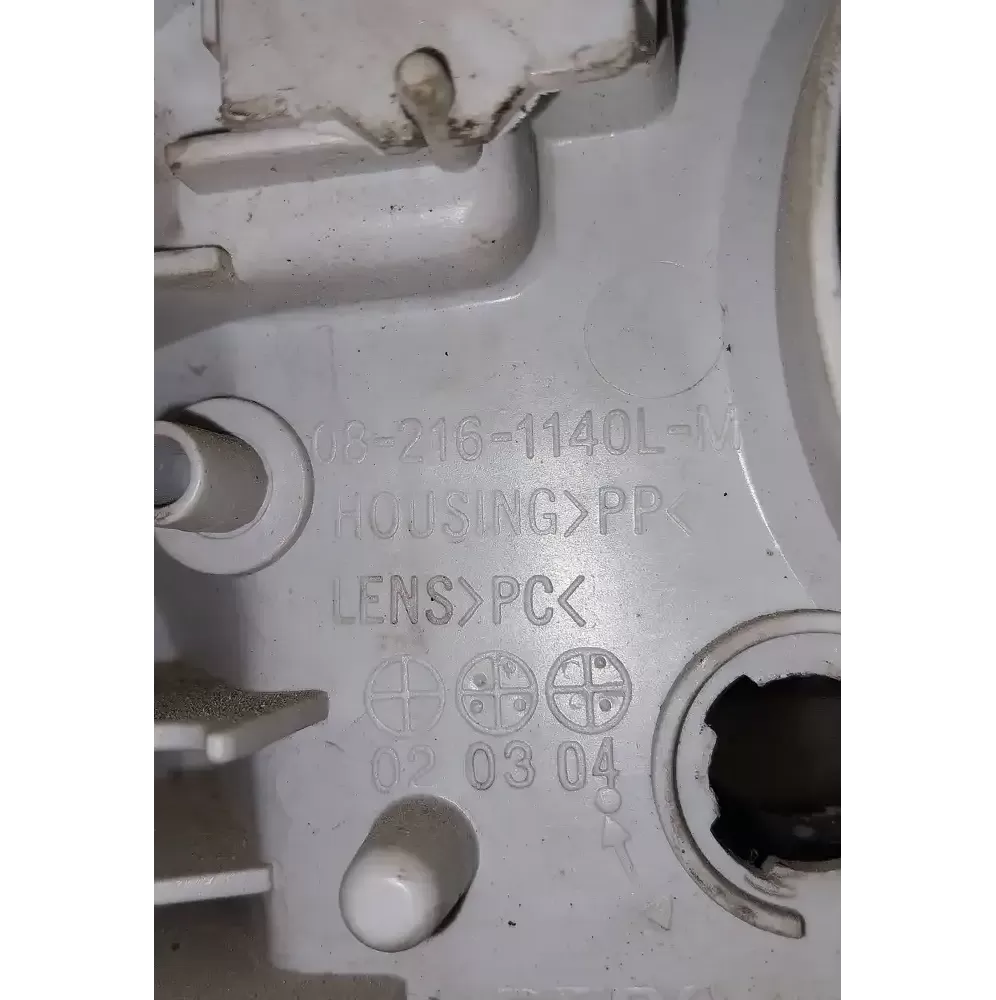 08-216-1140L-M
HOUSING>PP<
LENS>PC<
02 03 04